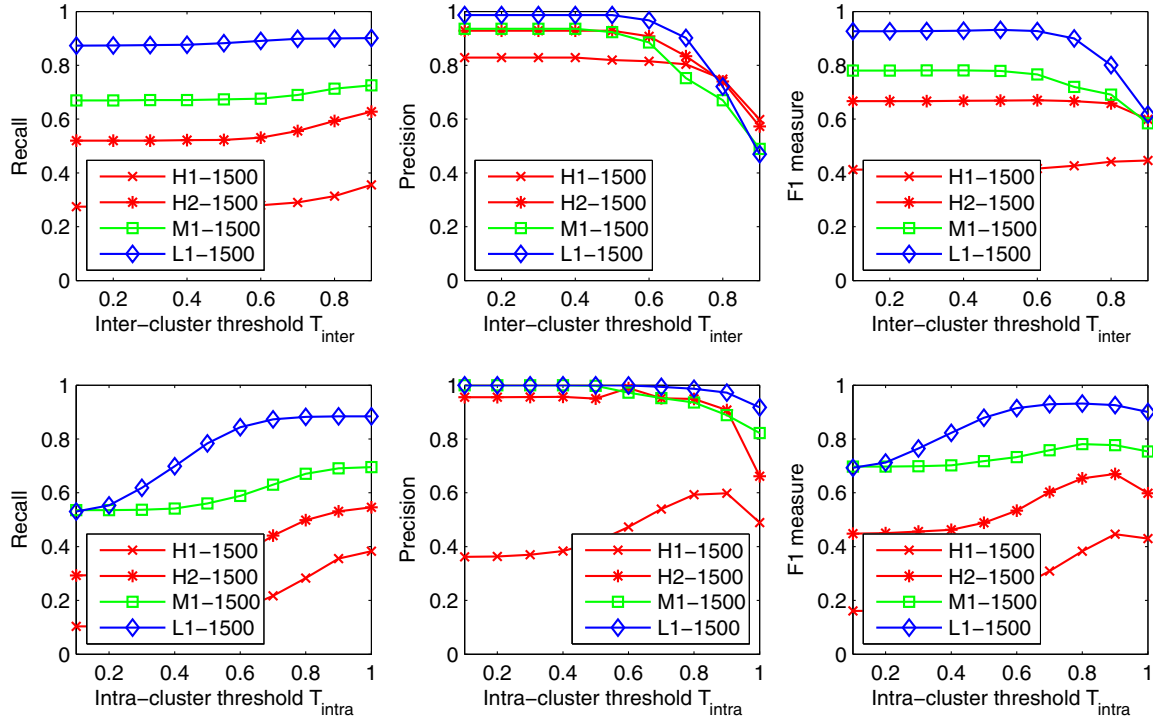 1
0.8
0.6
0.4
0.2
0
Recall
H1−1500
H2−1500
M1−1500
L1−1500
0.2 0.4 0.6 0.8
Inter−cluster threshold T_inter
1
0.8
0.6
0.4
0.2
0
Precision
H1−1500
H2−1500
M1−1500
L1−1500
0.2 0.4 0.6 0.8
Inter−cluster threshold T_inter
1
0.8
0.6
0.4
0.2
0
F1 measure
H1−1500
H2−1500
M1−1500
L1−1500
0.2 0.4 0.6 0.8
Inter−cluster threshold T_inter
1
0.8
0.6
0.4
0.2
0
Recall
H1−1500
H2−1500
M1−1500
L1−1500
0.2 0.4 0.6 0.8 1
Intra−cluster threshold T_intra
1
0.8
0.6
0.4
0.2
0
Precision
H1−1500
H2−1500
M1−1500
L1−1500
0.2 0.4 0.6 0.8 1
Intra−cluster threshold T_intra
1
0.8
0.6
0.4
0.2
0
F1 measure
H1−1500
H2−1500
M1−1500
L1−1500
0.2 0.4 0.6 0.8 1
Intra−cluster threshold T_intra